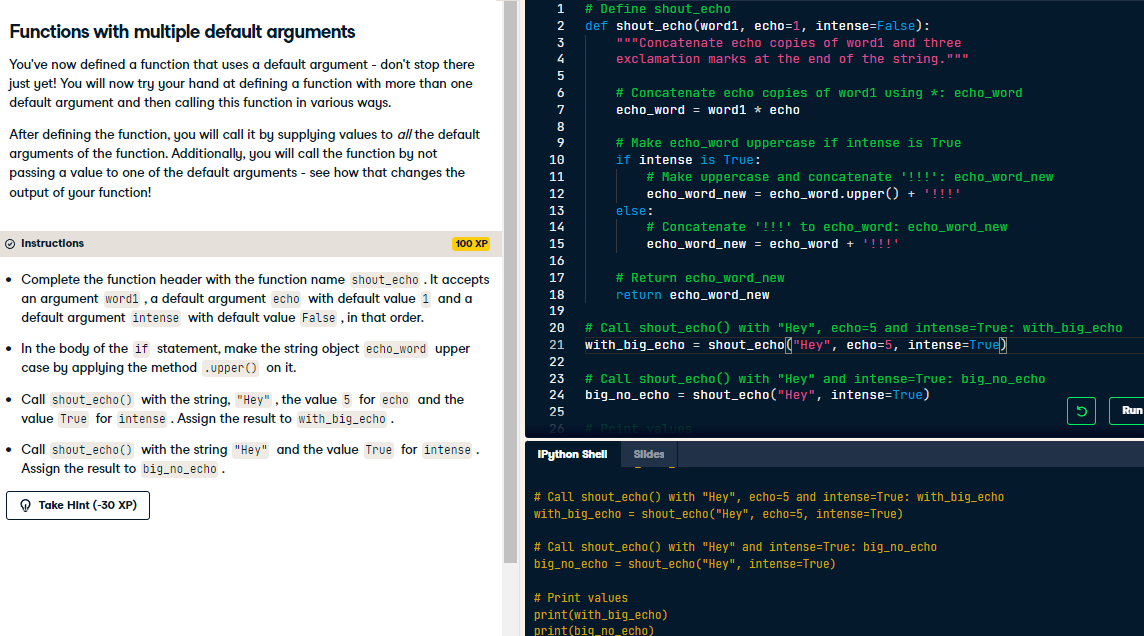 Functions with multiple default arguments
You've now defined a function that uses a default argument - don't stop there
just yet! You will now try your hand at defining a function with more than one
default argument and then calling this function in various ways.
After defining the function, you will call it by supplying values to all the default
arguments of the function. Additionally, you will call the function by not
passing a value to one of the default arguments - see how that changes the
output of your function!
Instructions
100 XP
Complete the function header with the function name shout_echo . It accepts
an argument word1 , a default argument echo with default value 1 and a
default argument intense with default value False , in that order.
In the body of the if statement, make the string object echo_word upper
case by applying the method .upper() on it.
Call shout_echo() with the string, "Hey" , the value 5 for echo and the
value True for intense . Assign the result to with_big_echo .
Call shout_echo() with the string "Hey" and the value True for intense .
Assign the result to big_no_echo .
Take Hint (-30 XP)
1 # Define shout_echo
2 def shout_echo(word1, echo=1, intense=False):
3 """Concatenate echo copies of word1 and three
4 exclamation marks at the end of the string."""
5
6 # Concatenate echo copies of word1 using *: echo_word
7 echo_word = word1 * echo
8
9 # Make echo_word uppercase if intense is True
10 if intense is True:
11 # Make uppercase and concatenate '!!!': echo_word_new
12 echo_word_new = echo_word.upper() + '!!!'
13 else:
14 # Concatenate '!!!' to echo_word: echo_word_new
15 echo_word_new = echo_word + '!!!'
16
17 # Return echo_word_new
18 return echo_word_new
19
20 # Call shout_echo() with "Hey", echo=5 and intense=True: with_big_echo
21 with_big_echo = shout_echo("Hey", echo=5, intense=True)
22
23 # Call shout_echo() with "Hey" and intense=True: big_no_echo
24 big_no_echo = shout_echo("Hey", intense=True)
25
26 # Print values
Run
IPython Shell
Slides
# Call shout_echo() with "Hey", echo=5 and intense=True: with_big_echo
with_big_echo = shout_echo("Hey", echo=5, intense=True)
# Call shout_echo() with "Hey" and intense=True: big_no_echo
big_no_echo = shout_echo("Hey", intense=True)
# Print values
print(with_big_echo)
print(big_no_echo)